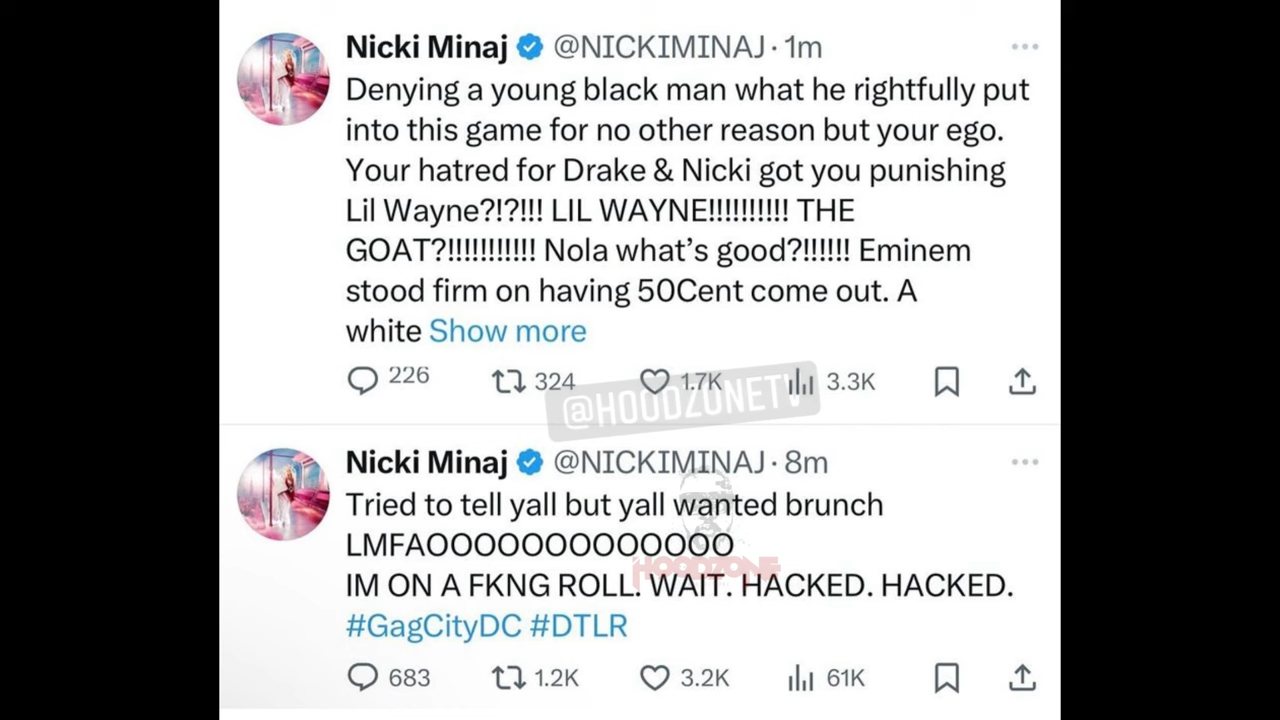 Nicki Minaj @NICKIMINAJ · 1m
Denying a young black man what he rightfully put
into this game for no other reason but your ego.
Your hatred for Drake & Nicki got you punishing
Lil Wayne?!?!!! LIL WAYNE!!!!!!!!!! THE
GOAT?!!!!!!!!!!! Nola what's good?!!!!!! Eminem
stood firm on having 50Cent come out. A
white Show more
226 324 1.7K 3.3K
@HOODZONETV
Nicki Minaj @NICKIMINAJ · 8m
Tried to tell yall but yall wanted brunch
LMFAOOOOOOOOOOOOOO
HOODZONE
IM ON A FKNG ROLL. WAIT. HACKED. HACKED.
#GagCityDC #DTLR
683 1.2K 3.2K 61K